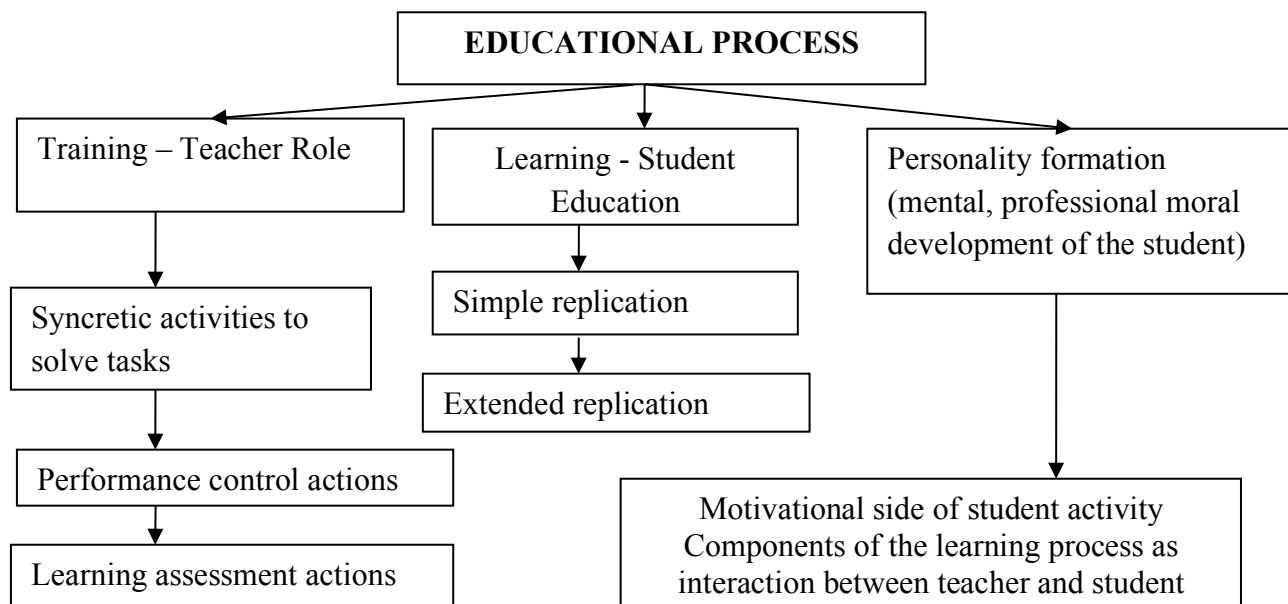 EDUCATIONAL PROCESS
Training – Teacher Role
Learning - Student
Education
Personality formation
(mental, professional moral
development of the student)
Syncretic activities to
solve tasks
Simple replication
Extended replication
Performance control actions
Learning assessment actions
Motivational side of student activity
Components of the learning process as
interaction between teacher and student